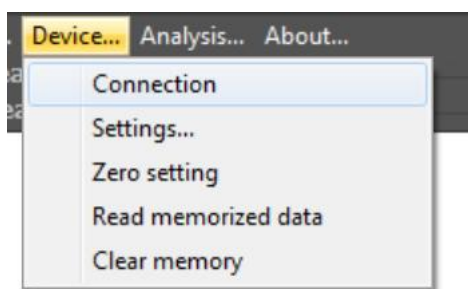 Device... Analysis... About...
Connection
Settings...
Zero setting
Read memorized data
Clear memory